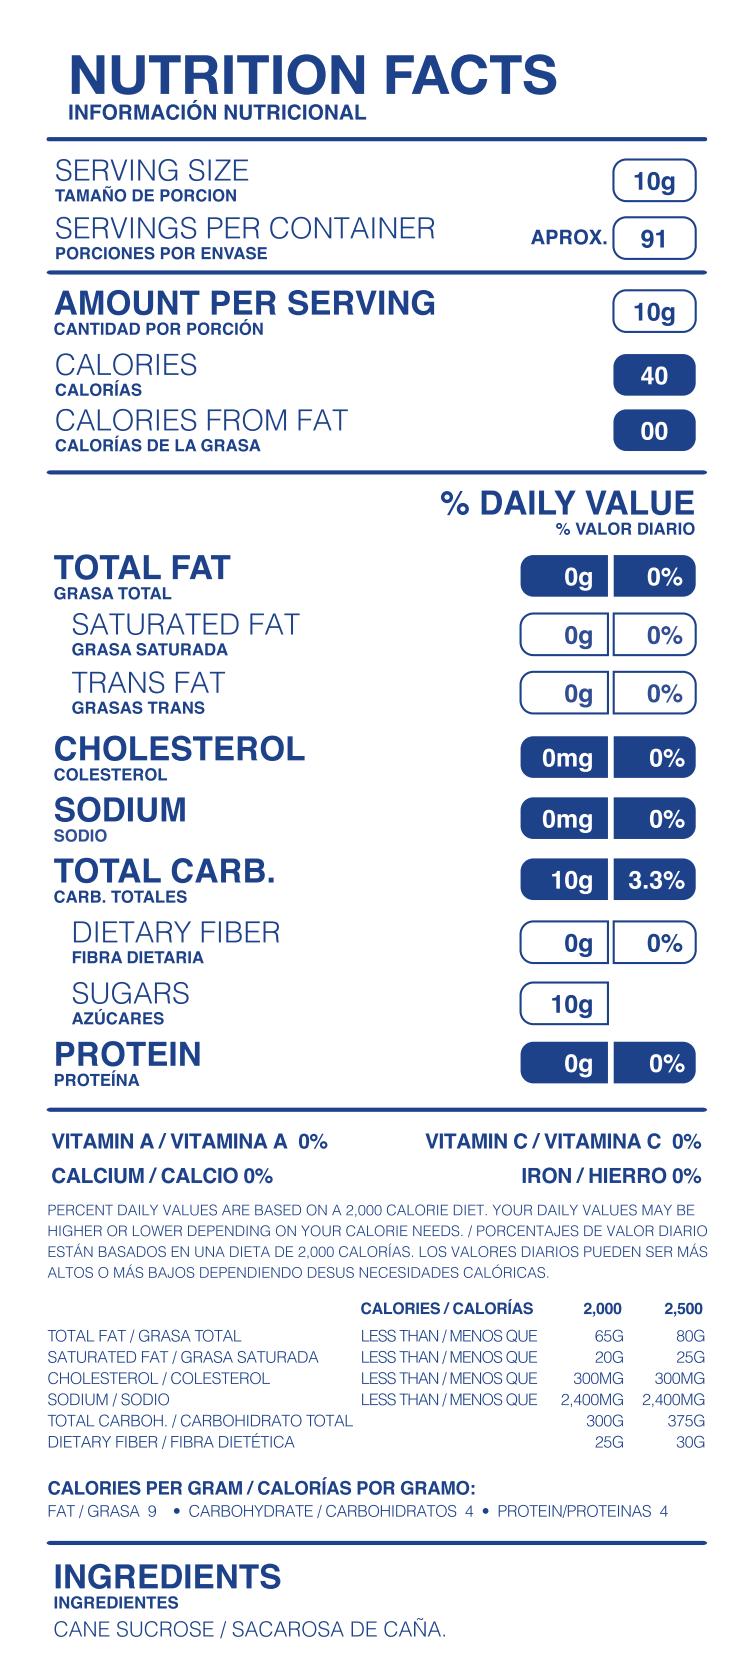 NUTRITION FACTS
INFORMACIÓN NUTRICIONAL
SERVING SIZE 10g
TAMAÑO DE PORCION
SERVINGS PER CONTAINER APROX. 91
PORCIONES POR ENVASE
AMOUNT PER SERVING 10g
CANTIDAD POR PORCIÓN
CALORIES 40
CALORÍAS
CALORIES FROM FAT 00
CALORÍAS DE LA GRASA
% DAILY VALUE
% VALOR DIARIO
TOTAL FAT 0g 0%
GRASA TOTAL
SATURATED FAT 0g 0%
GRASA SATURADA
TRANS FAT 0g 0%
GRASAS TRANS
CHOLESTEROL 0mg 0%
COLESTEROL
SODIUM 0mg 0%
SODIO
TOTAL CARB. 10g 3.3%
CARB. TOTALES
DIETARY FIBER 0g 0%
FIBRA DIETARIA
SUGARS 10g
AZÚCARES
PROTEIN 0g 0%
PROTEÍNA
VITAMIN A / VITAMINA A 0% VITAMIN C / VITAMINA C 0%
CALCIUM / CALCIO 0% IRON / HIERRO 0%
PERCENT DAILY VALUES ARE BASED ON A 2,000 CALORIE DIET. YOUR DAILY VALUES MAY BE
HIGHER OR LOWER DEPENDING ON YOUR CALORIE NEEDS. / PORCENTAJES DE VALOR DIARIO
ESTÁN BASADOS EN UNA DIETA DE 2,000 CALORÍAS. LOS VALORES DIARIOS PUEDEN SER MÁS
ALTOS O MÁS BAJOS DEPENDIENDO DESUS NECESIDADES CALÓRICAS.
CALORIES / CALORÍAS 2,000 2,500
TOTAL FAT / GRASA TOTAL LESS THAN / MENOS QUE 65G 80G
SATURATED FAT / GRASA SATURADA LESS THAN / MENOS QUE 20G 25G
CHOLESTEROL / COLESTEROL LESS THAN / MENOS QUE 300MG 300MG
SODIUM / SODIO LESS THAN / MENOS QUE 2,400MG 2,400MG
TOTAL CARBOH. / CARBOHIDRATO TOTAL 300G 375G
DIETARY FIBER / FIBRA DIETÉTICA 25G 30G
CALORIES PER GRAM / CALORÍAS POR GRAMO:
FAT / GRASA 9 • CARBOHYDRATE / CARBOHIDRATOS 4 • PROTEIN/PROTEINAS 4
INGREDIENTS
INGREDIENTES
CANE SUCROSE / SACAROSA DE CAÑA.